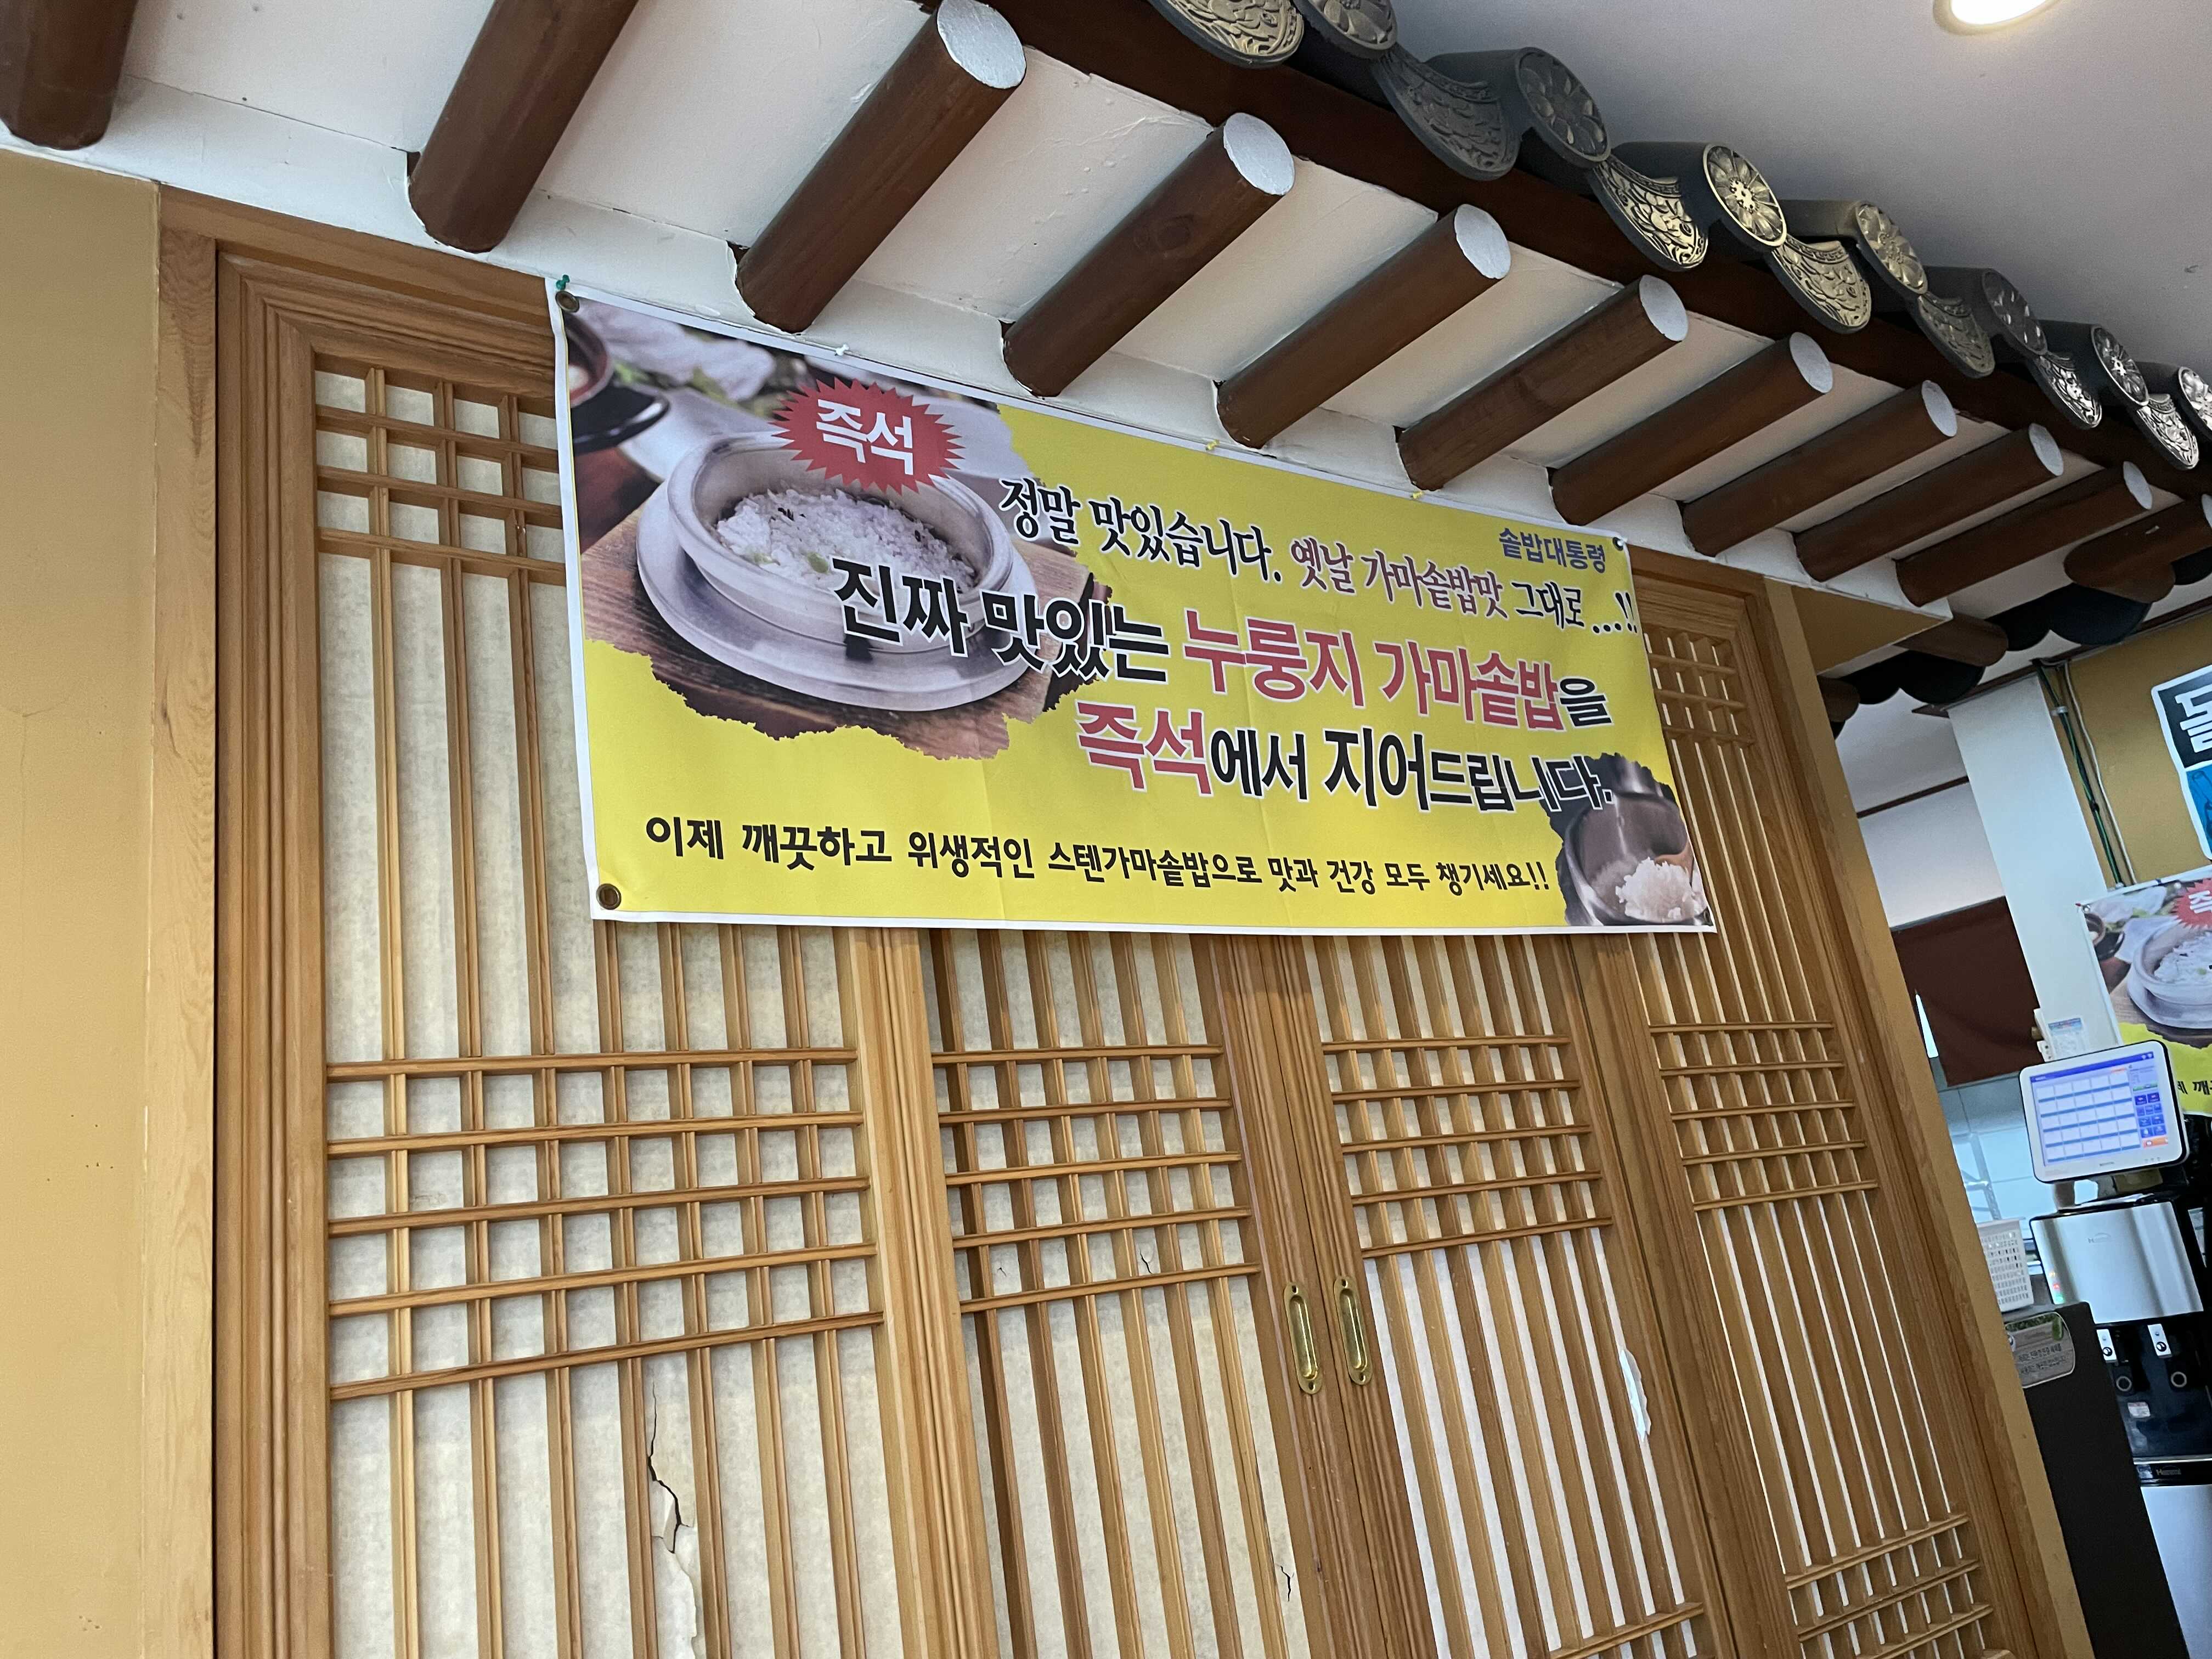 즉석
솥밥대통령
정말 맛있습니다. 옛날 가마솥밥맛 그대로...!!
진짜 맛있는 누룽지 가마솥밥을
즉석에서 지어드립니다.
이제 깨끗하고 위생적인 스텐가마솥밥으로 맛과 건강 모두 챙기세요!!